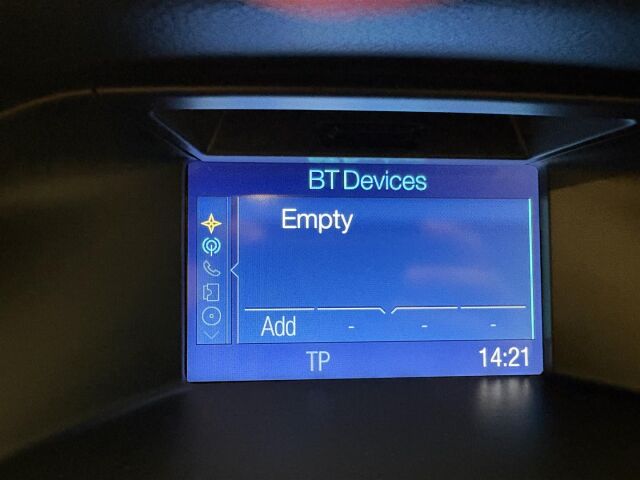 BT Devices
Empty
Add - - -
TP 14:21